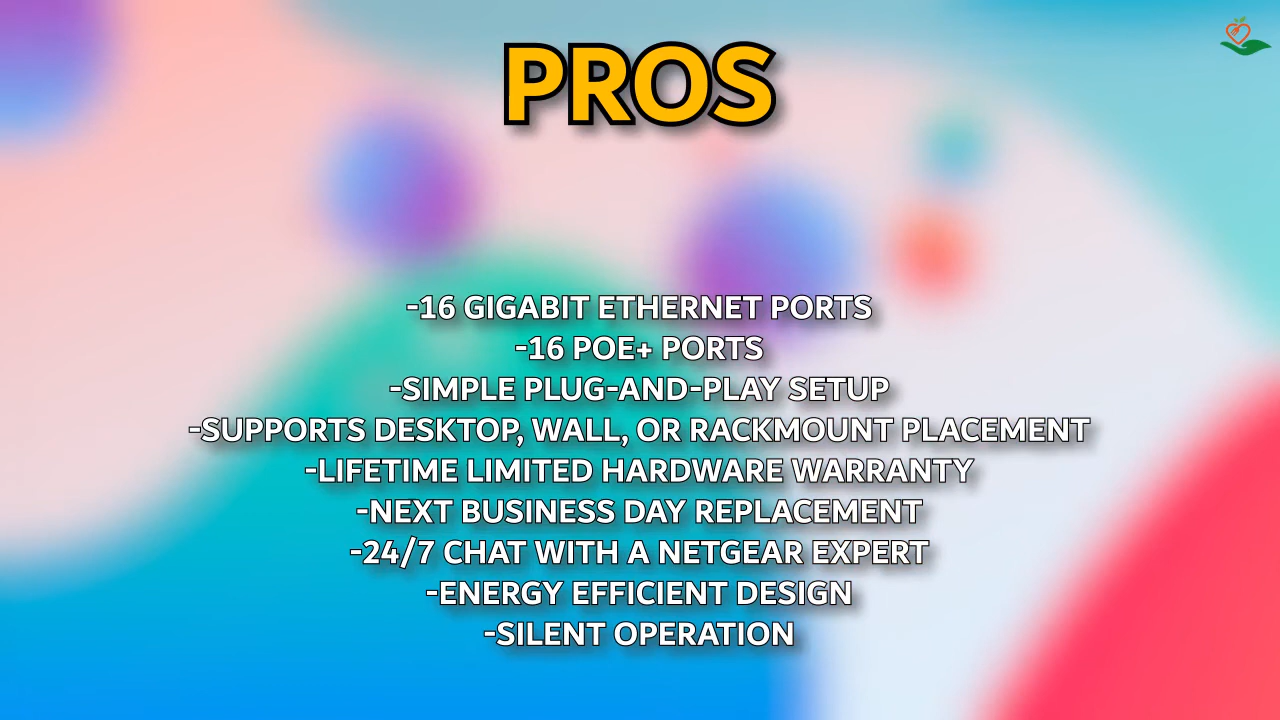 PROS
-16 GIGABIT ETHERNET PORTS
-16 POE+ PORTS
-SIMPLE PLUG-AND-PLAY SETUP
-SUPPORTS DESKTOP, WALL, OR RACKMOUNT PLACEMENT
-LIFETIME LIMITED HARDWARE WARRANTY
-NEXT BUSINESS DAY REPLACEMENT
-24/7 CHAT WITH A NETGEAR EXPERT
-ENERGY EFFICIENT DESIGN
-SILENT OPERATION